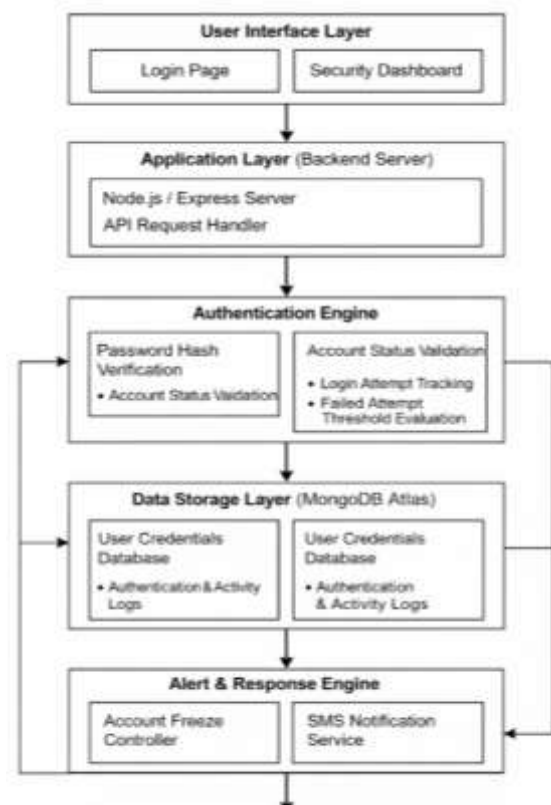 User Interface Layer
Login Page
Security Dashboard
Application Layer (Backend Server)
Node.js / Express Server
API Request Handler
Authentication Engine
Password Hash
Verification
• Account Status Vaidation
Account Status Validation
• Login Attempt Tracking
• Failed Attempt
Threshold Evaluation
Data Storage Layer (MongoDB Atlas)
User Credentials
Database
• Authentication & Activity
Logs
User Credentials
Database
• Authentication
& Activity Logs
Alert & Response Engine
Account Freeze
Controller
SMS Notification
Service